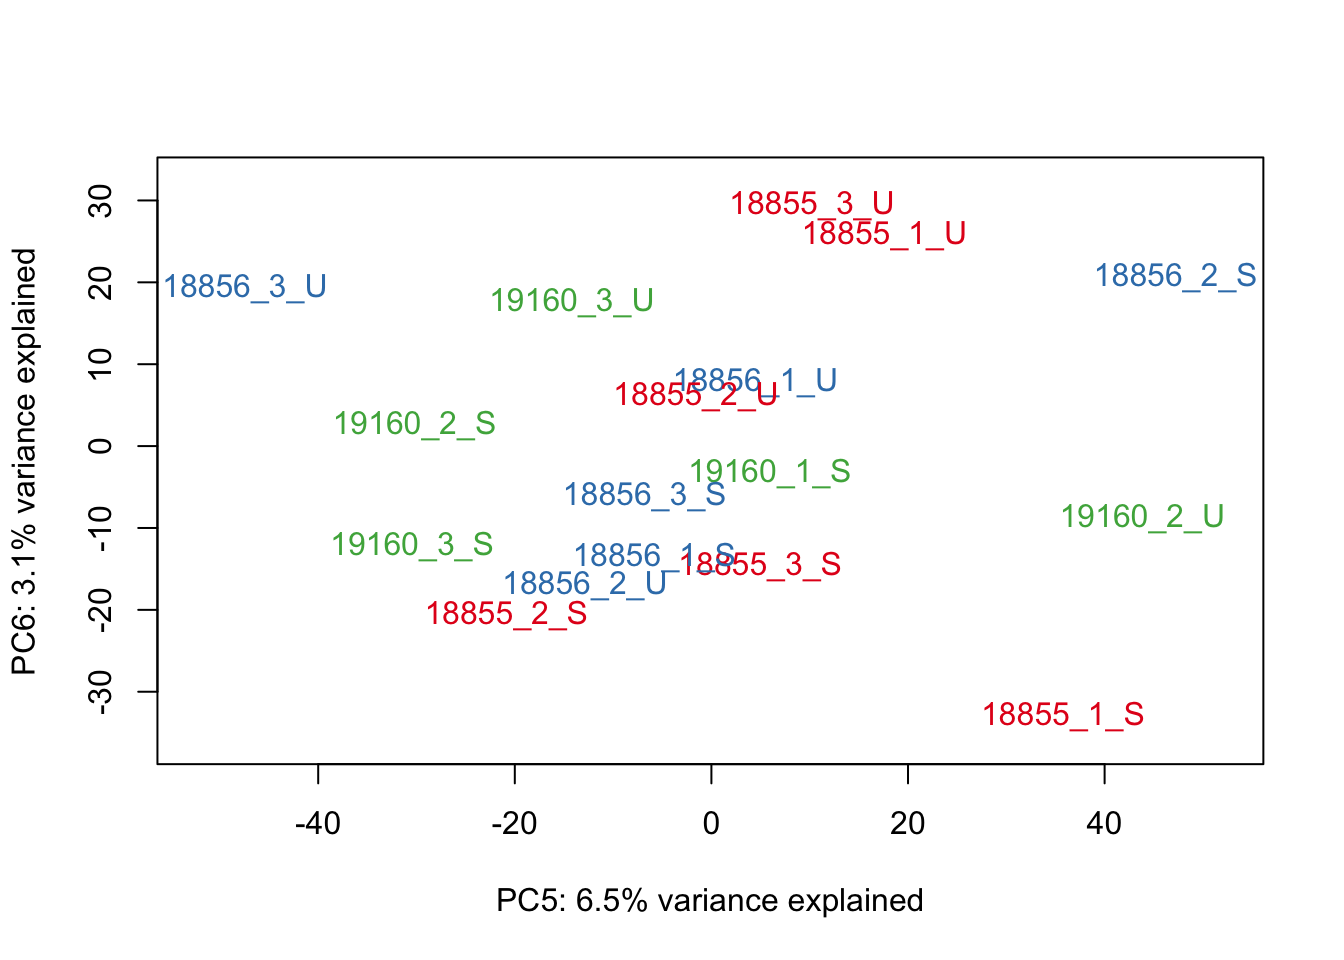 18855_3_U
18855_1_U
18856_2_S
18856_3_U
19160_3_U
18856_1_U
18855_2_U
19160_2_S
19160_1_S
18856_3_S
19160_2_U
19160_3_S
18856_1_S
18855_3_S
18856_2_U
18855_2_S
18855_1_S
30
20
10
0
-10
-20
-30
PC6: 3.1% variance explained
-40
-20
0
20
40
PC5: 6.5% variance explained